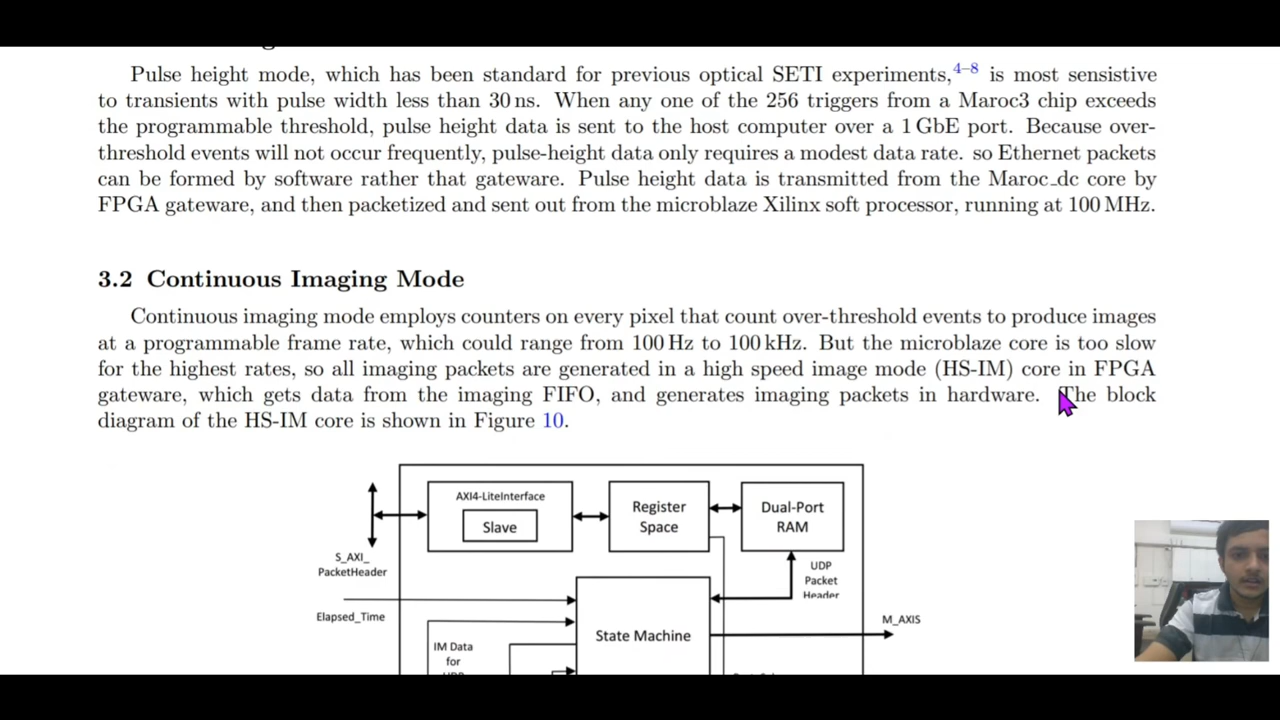 Pulse height mode, which has been standard for previous optical SETI experiments,4–8 is most sensistive
to transients with pulse width less than 30 ns. When any one of the 256 triggers from a Maroc3 chip exceeds
the programmable threshold, pulse height data is sent to the host computer over a 1 GbE port. Because over-
threshold events will not occur frequently, pulse-height data only requires a modest data rate. so Ethernet packets
can be formed by software rather that gateware. Pulse height data is transmitted from the Maroc_dc core by
FPGA gateware, and then packetized and sent out from the microblaze Xilinx soft processor, running at 100 MHz.
3.2 Continuous Imaging Mode
Continuous imaging mode employs counters on every pixel that count over-threshold events to produce images
at a programmable frame rate, which could range from 100 Hz to 100 kHz. But the microblaze core is too slow
for the highest rates, so all imaging packets are generated in a high speed image mode (HS-IM) core in FPGA
gateware, which gets data from the imaging FIFO, and generates imaging packets in hardware. The block
diagram of the HS-IM core is shown in Figure 10.
AXI4-LiteInterface
Slave
Register
Space
Dual-Port
RAM
S_AXI_
PacketHeader
UDP
Packet
Header
Elapsed_Time
State Machine
M_AXIS
IM Data
for